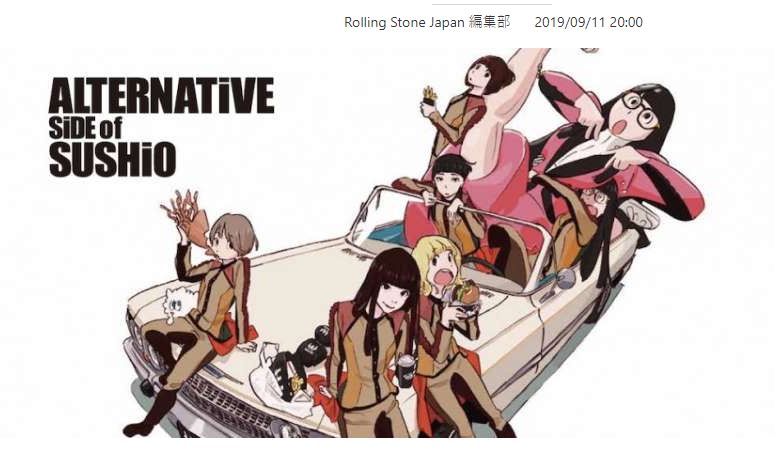 Rolling Stone Japan 編集部 2019/09/11 20:00
ALTERNATiVE
SiDE of
SUSHiO